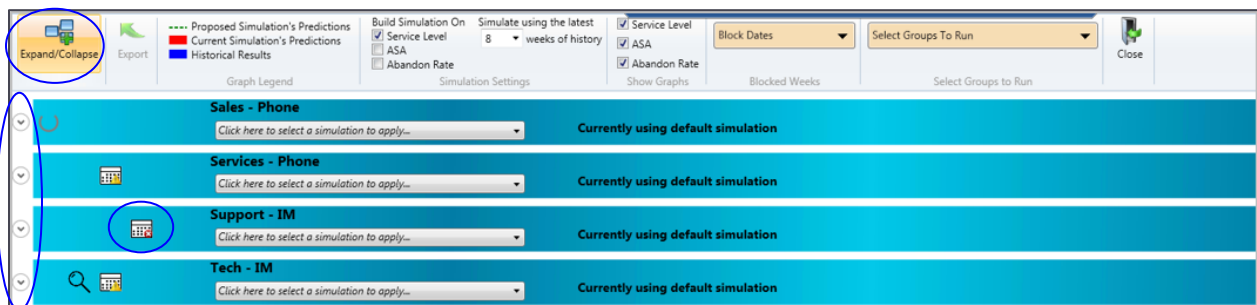 Expand/Collapse
Export
Proposed Simulation's Predictions
Current Simulation's Predictions
Historical Results
Graph Legend
Build Simulation On
Service Level
ASA
Abandon Rate
Simulate using the latest
8 weeks of history
Simulation Settings
Service Level
ASA
Abandon Rate
Show Graphs
Block Dates
Blocked Weeks
Select Groups To Run
Select Groups to Run
Close
Sales - Phone
Click here to select a simulation to apply...
Currently using default simulation
Services - Phone
Click here to select a simulation to apply...
Currently using default simulation
Support - IM
Click here to select a simulation to apply...
Currently using default simulation
Tech - IM
Click here to select a simulation to apply...
Currently using default simulation